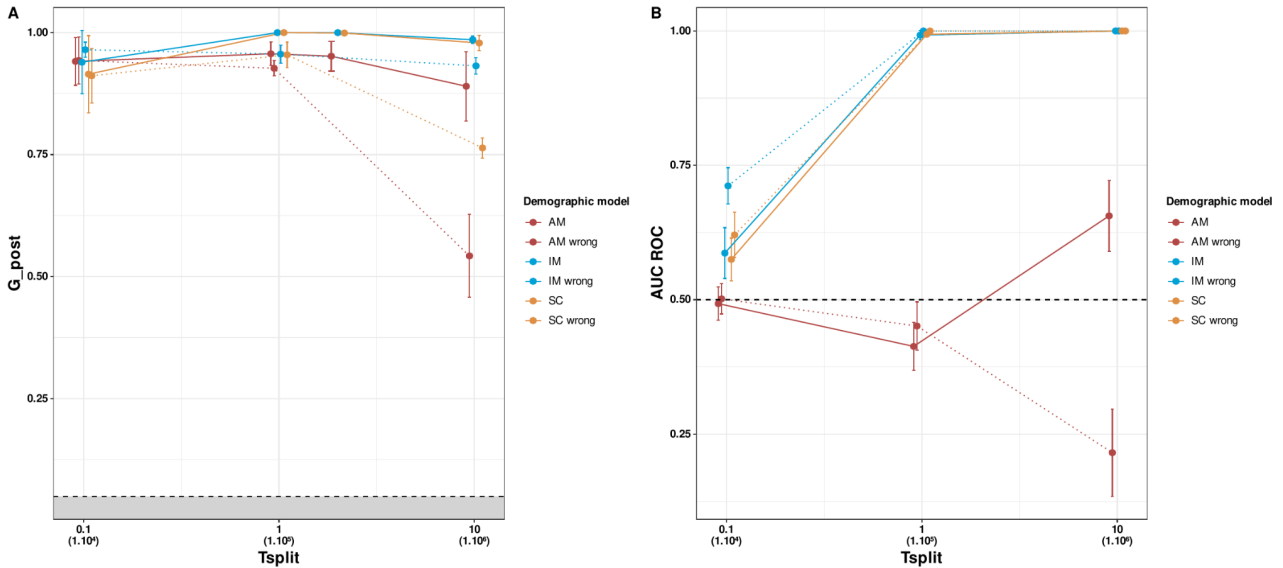 A
1.00
0.75
0.50
0.25
G_post
0.1
(1.10⁴)
1
(1.10⁵)
10
(1.10⁶)
Tsplit
Demographic model
AM
AM wrong
IM
IM wrong
SC
SC wrong
B
1.00
0.75
0.50
0.25
AUC ROC
0.1
(1.10⁴)
1
(1.10⁵)
10
(1.10⁶)
Tsplit
Demographic model
AM
AM wrong
IM
IM wrong
SC
SC wrong